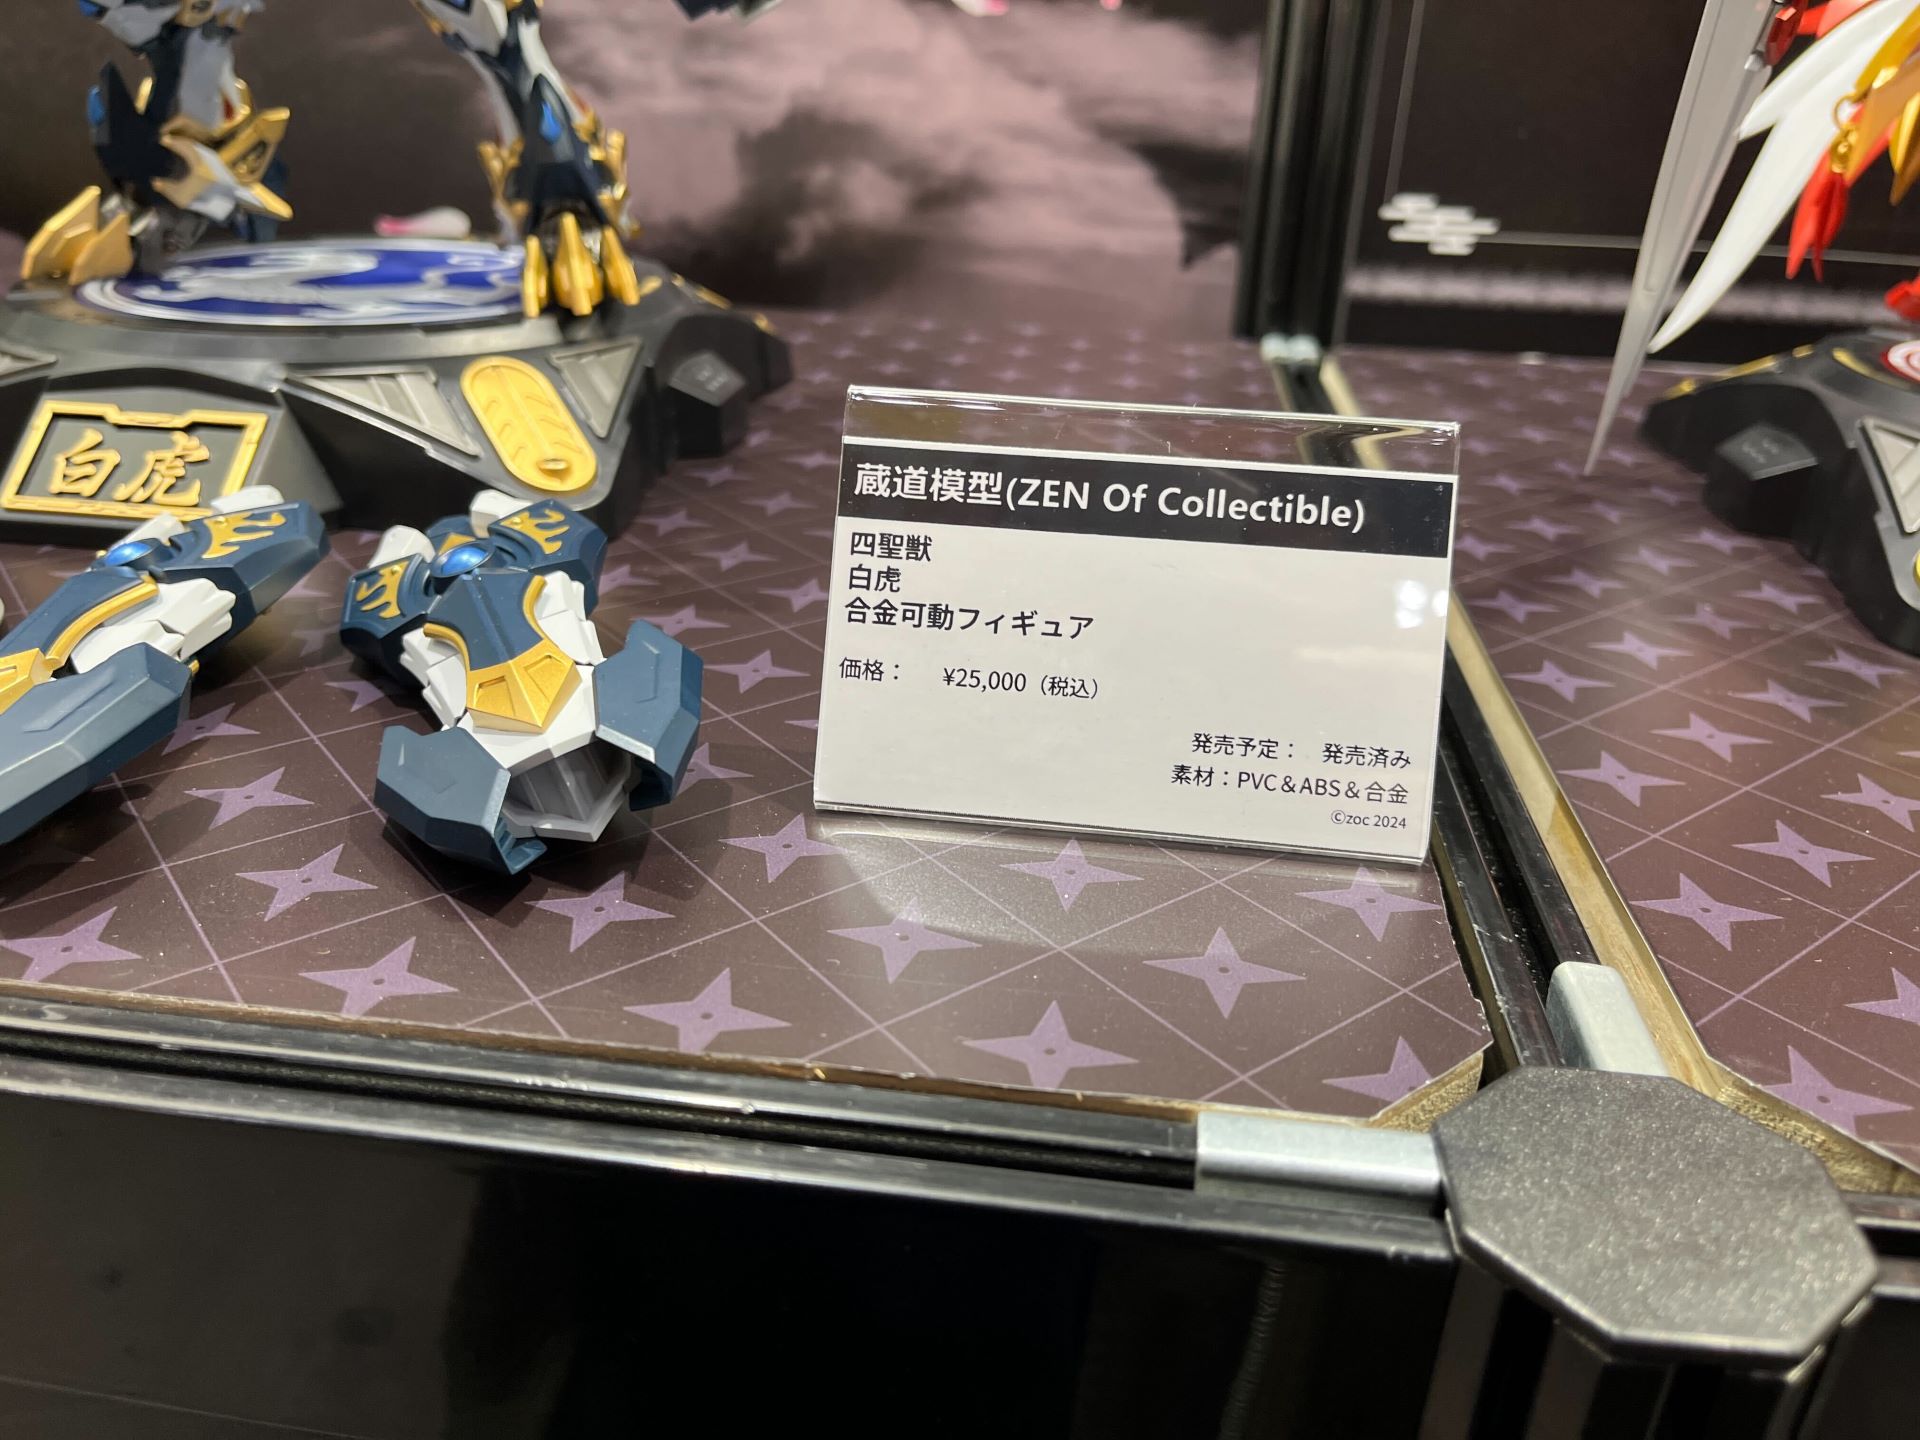 白虎
蔵道模型(ZEN Of Collectible)
四聖獣
白虎
合金可動フィギュア
価格： ¥25,000（税込）
発売予定： 発売済み
素材：PVC＆ABS＆合金
©zoc 2024